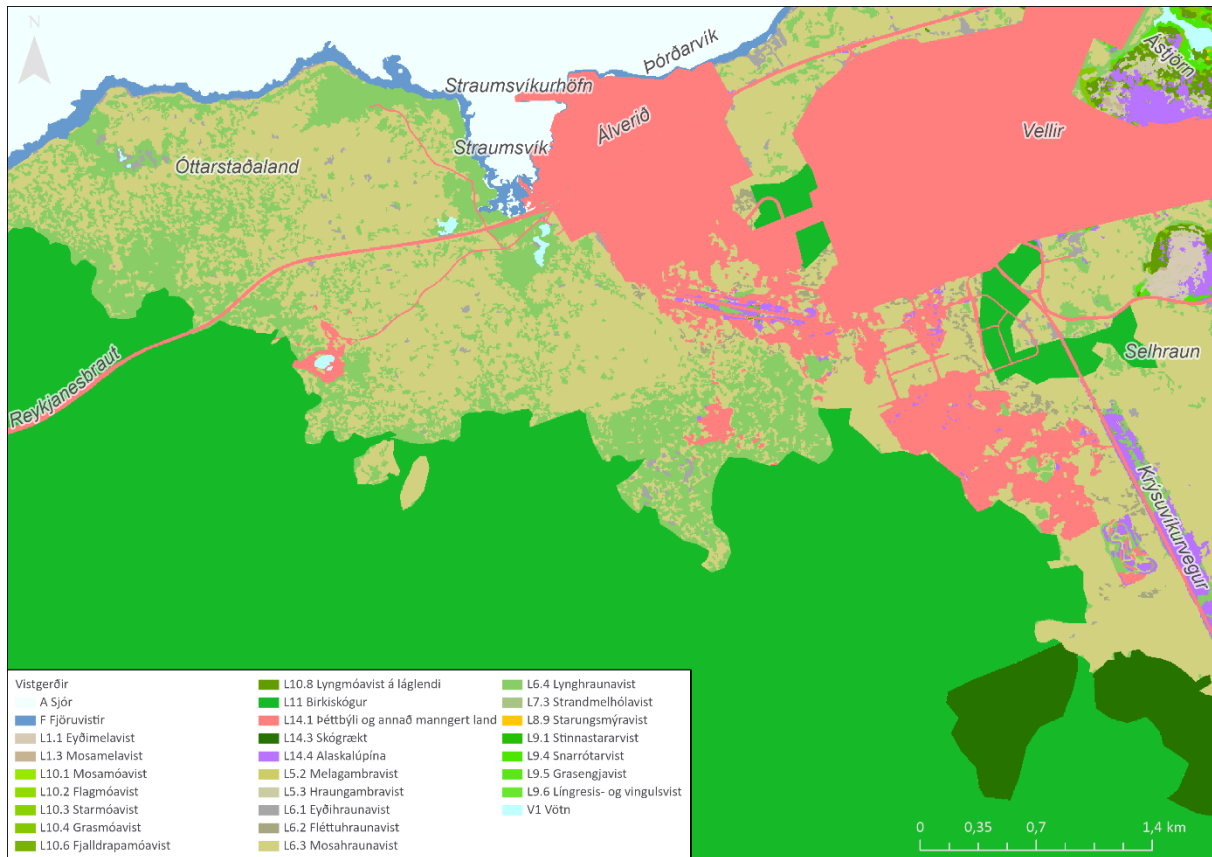 N
Þórðarvík
Ástjörn
Straumsvíkurhöfn
Álverið
Vellir
Straumsvík
Óttarstaðaland
Selhraun
Reykjanesbraut
Krýsuvíkurvegur
Vistgerðir
A Sjór
F Fjöruvistir
L1.1 Eyðimelavist
L1.3 Mosamelavist
L10.1 Mosamóavist
L10.2 Flagmóavist
L10.3 Starmóavist
L10.4 Grasmóavist
L10.6 Fjalldrapamóavist
L10.8 Lyngmóavist á láglendi
L11 Birkiskógur
L14.1 Þéttbýli og annað manngert land
L14.3 Skógrækt
L14.4 Alaskalúpína
L5.2 Melagambravist
L5.3 Hraungambravist
L6.1 Eyðihraunavist
L6.2 Fléttuhraunavist
L6.3 Mosahraunavist
L6.4 Lynghraunavist
L7.3 Strandmelhólavist
L8.9 Starungsmýravist
L9.1 Stinnastararvist
L9.4 Snarrótarvist
L9.5 Grasengjavist
L9.6 Língresis- og vingulsvist
V1 Vötn
0 0,35 0,7 1,4 km